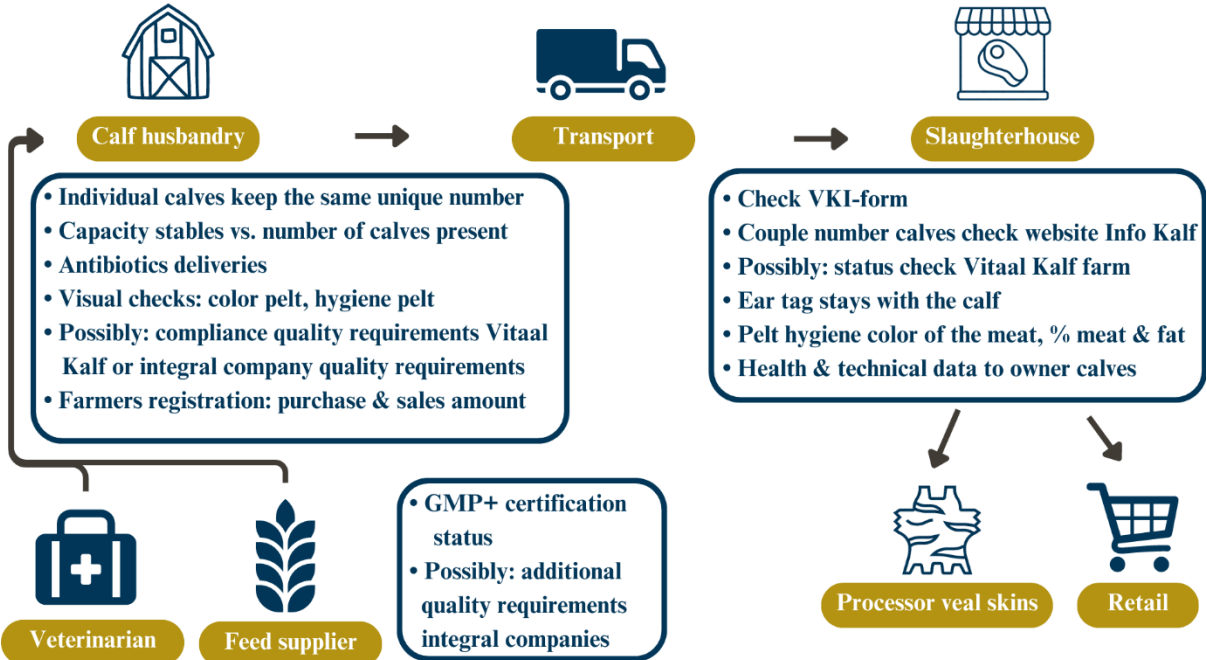 Calf husbandry
Transport
Slaughterhouse
• Individual calves keep the same unique number
• Capacity stables vs. number of calves present
• Antibiotics deliveries
• Visual checks: color pelt, hygiene pelt
• Possibly: compliance quality requirements Vitaal
Kalf or integral company quality requirements
• Farmers registration: purchase & sales amount
• Check VKI-form
• Couple number calves check website Info Kalf
• Possibly: status check Vitaal Kalf farm
• Ear tag stays with the calf
• Pelt hygiene color of the meat, % meat & fat
• Health & technical data to owner calves
• GMP+ certification
status
• Possibly: additional
quality requirements
integral companies
Veterinarian
Feed supplier
Processor veal skins
Retail